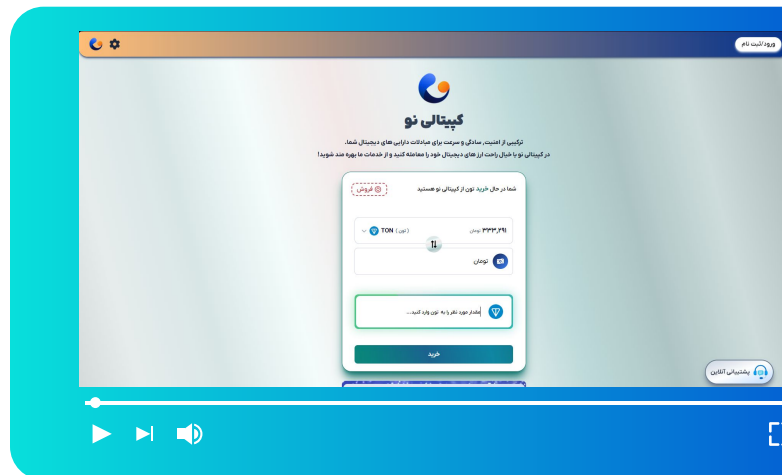 ورود/ثبت نام
کپیتالی نو
ترکیبی از امنیت، سادگی و سرعت برای مبادلات دارایی های دیجیتال شما.
در کپیتالی نو با خیال راحت ارز های دیجیتال خود را معامله کنید و از خدمات ما بهره مند شوید!
شما در حال خرید تون از کپیتالی نو هستید
فروش
۳۳۳,۲۹۱ تومان
TON (تون)
تومان
مقدار مورد نظر را به تون وارد کنید...
خرید
پشتیبانی آنلاین